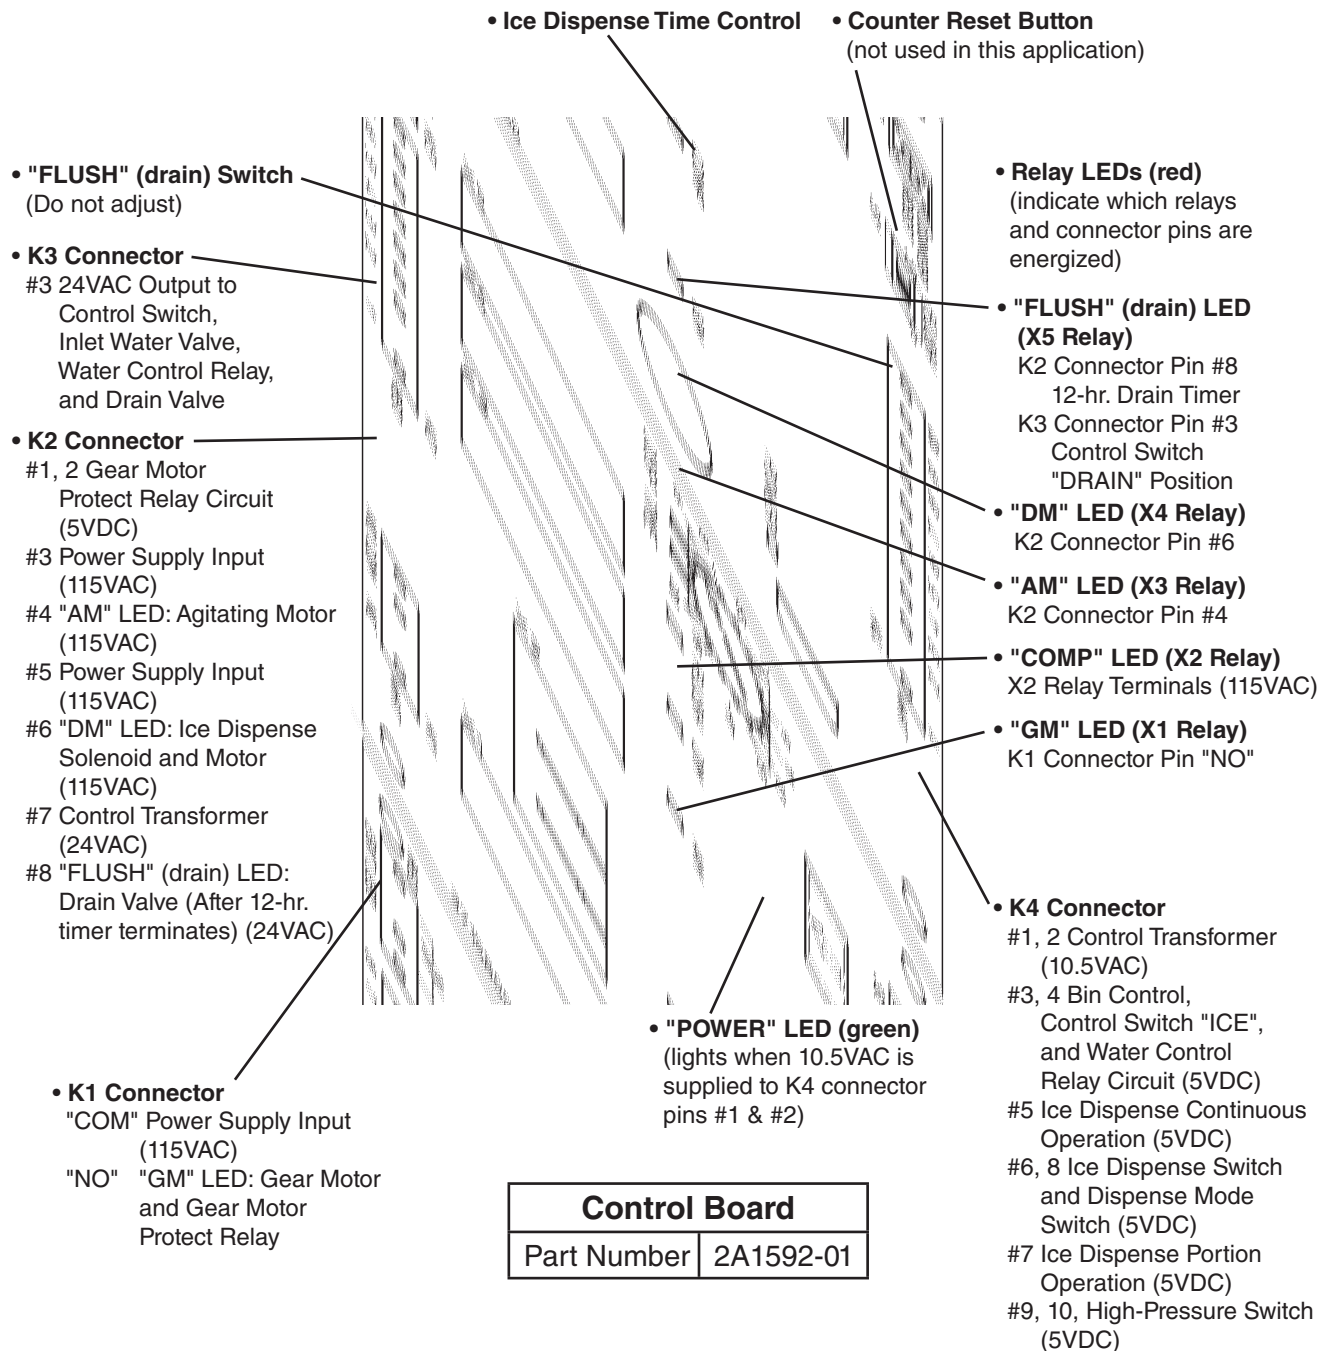 • Ice Dispense Time Control
• Counter Reset Button
(not used in this application)
• "FLUSH" (drain) Switch
(Do not adjust)
• K3 Connector
#3 24VAC Output to
Control Switch,
Inlet Water Valve,
Water Control Relay,
and Drain Valve
• K2 Connector
#1, 2 Gear Motor
Protect Relay Circuit
(5VDC)
#3 Power Supply Input
(115VAC)
#4 "AM" LED: Agitating Motor
(115VAC)
#5 Power Supply Input
(115VAC)
#6 "DM" LED: Ice Dispense
Solenoid and Motor
(115VAC)
#7 Control Transformer
(24VAC)
#8 "FLUSH" (drain) LED:
Drain Valve (After 12-hr.
timer terminates) (24VAC)
• K1 Connector
"COM" Power Supply Input
(115VAC)
"NO" "GM" LED: Gear Motor
and Gear Motor
Protect Relay
• Relay LEDs (red)
(indicate which relays
and connector pins are
energized)
• "FLUSH" (drain) LED
(X5 Relay)
K2 Connector Pin #8
12-hr. Drain Timer
K3 Connector Pin #3
Control Switch
"DRAIN" Position
• "DM" LED (X4 Relay)
K2 Connector Pin #6
• "AM" LED (X3 Relay)
K2 Connector Pin #4
• "COMP" LED (X2 Relay)
X2 Relay Terminals (115VAC)
• "GM" LED (X1 Relay)
K1 Connector Pin "NO"
• K4 Connector
#1, 2 Control Transformer
(10.5VAC)
#3, 4 Bin Control,
Control Switch "ICE",
and Water Control
Relay Circuit (5VDC)
#5 Ice Dispense Continuous
Operation (5VDC)
#6, 8 Ice Dispense Switch
and Dispense Mode
Switch (5VDC)
#7 Ice Dispense Portion
Operation (5VDC)
#9, 10, High-Pressure Switch
(5VDC)
• "POWER" LED (green)
(lights when 10.5VAC is
supplied to K4 connector
pins #1 & #2)
Control Board
Part Number 2A1592-01